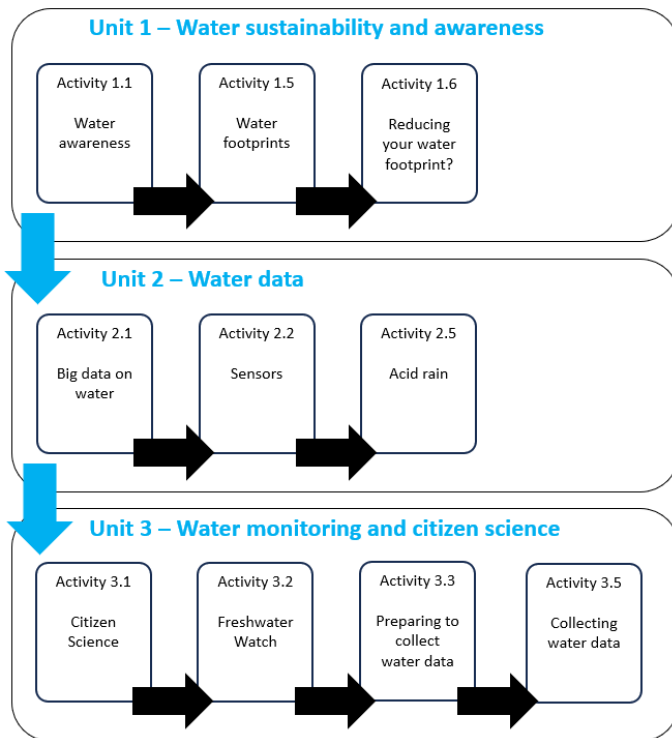 Unit 1 – Water sustainability and awareness
Activity 1.1
Water
awareness
Activity 1.5
Water
footprints
Activity 1.6
Reducing
your water
footprint?
Unit 2 – Water data
Activity 2.1
Big data on
water
Activity 2.2
Sensors
Activity 2.5
Acid rain
Unit 3 – Water monitoring and citizen science
Activity 3.1
Citizen
Science
Activity 3.2
Freshwater
Watch
Activity 3.3
Preparing to
collect
water data
Activity 3.5
Collecting
water data